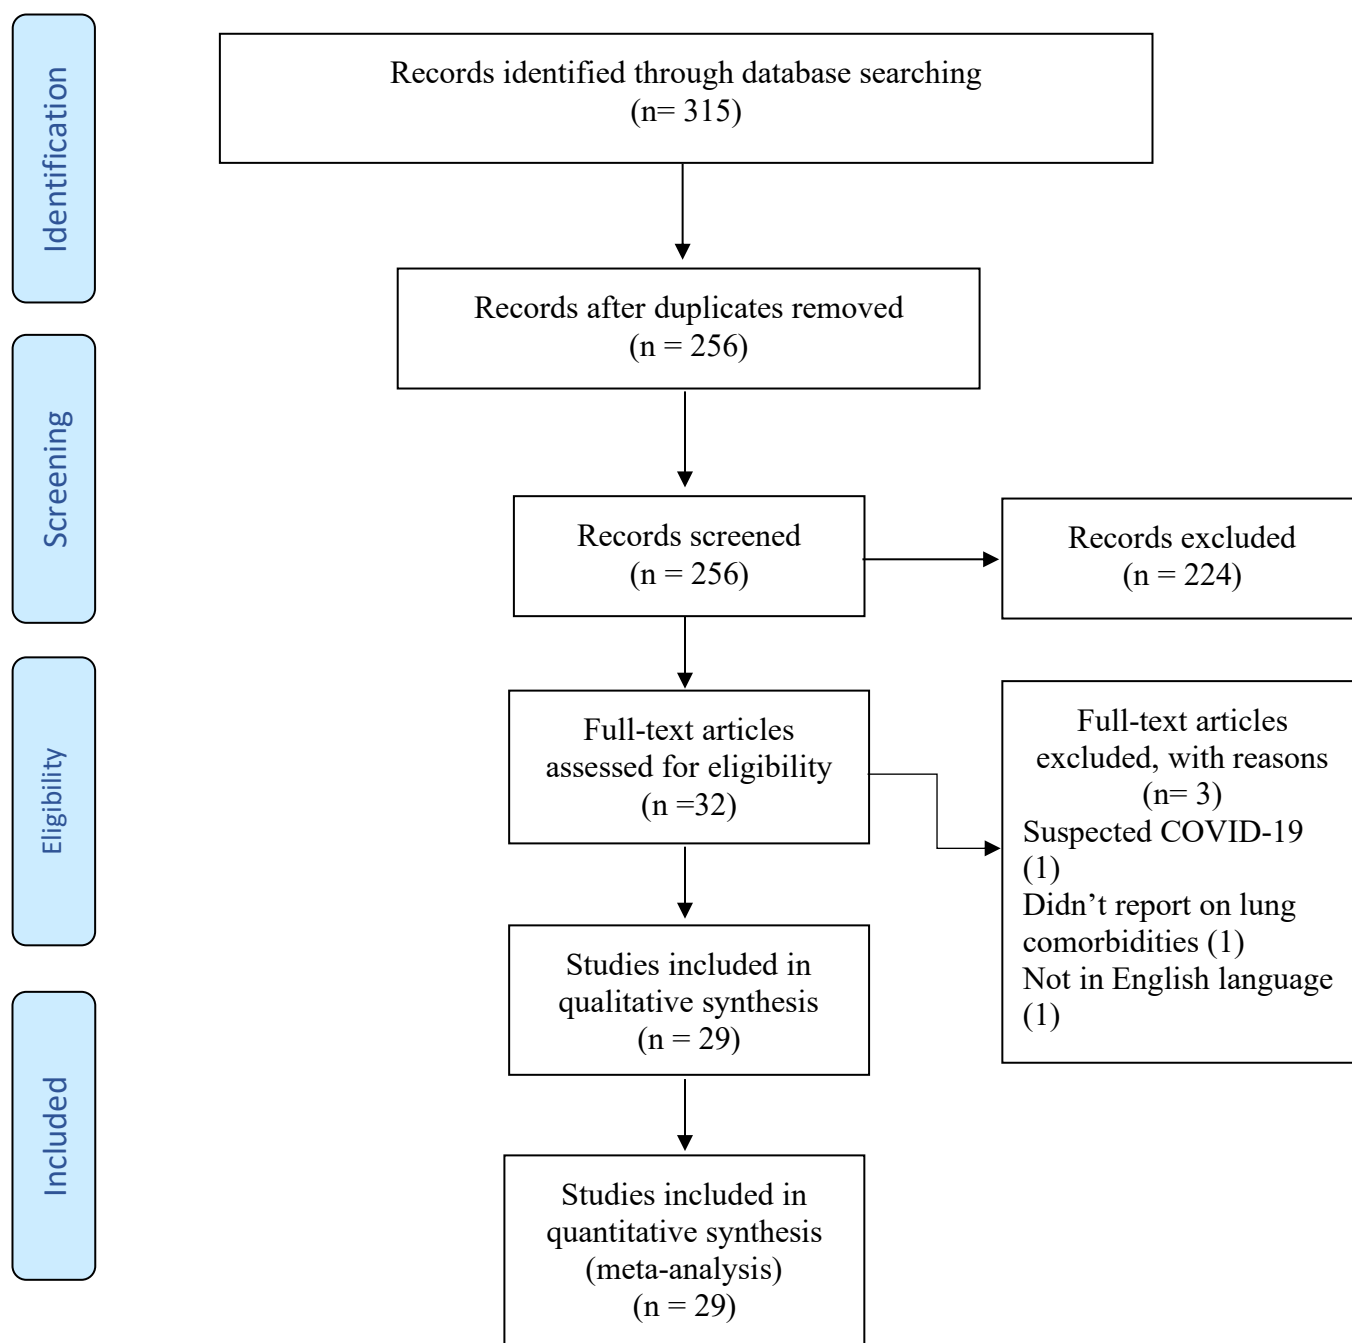 Identification
Records identified through database searching
(n= 315)
Records after duplicates removed
(n = 256)
Screening
Records screened
(n = 256)
Records excluded
(n = 224)
Eligibility
Full-text articles
assessed for eligibility
(n =32)
Full-text articles
excluded, with reasons
(n= 3)
Suspected COVID-19
(1)
Didn’t report on lung
comorbidities (1)
Not in English language
(1)
Studies included in
qualitative synthesis
(n = 29)
Included
Studies included in
quantitative synthesis
(meta-analysis)
(n = 29)